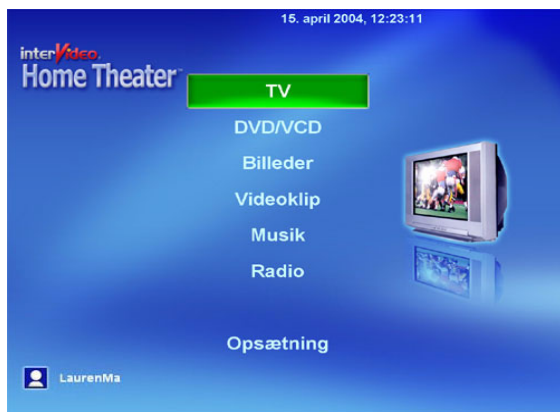 15. april 2004, 12:23:11
interVideo.
Home Theater
TV
DVD/VCD
Billeder
Videoklip
Musik
Radio
Opsætning
LaurenMa